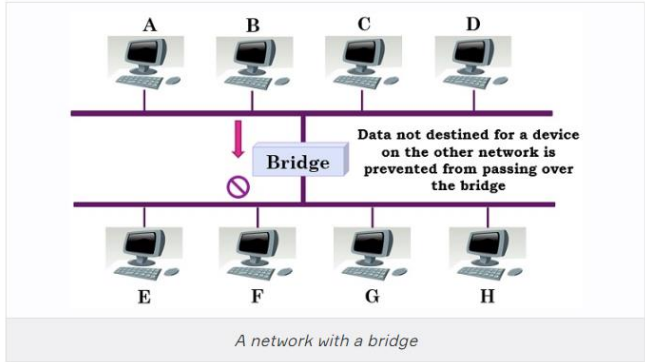 A B C D
Data not destined for a device
on the other network is
prevented from passing over
the bridge
Bridge
E F G H
A network with a bridge